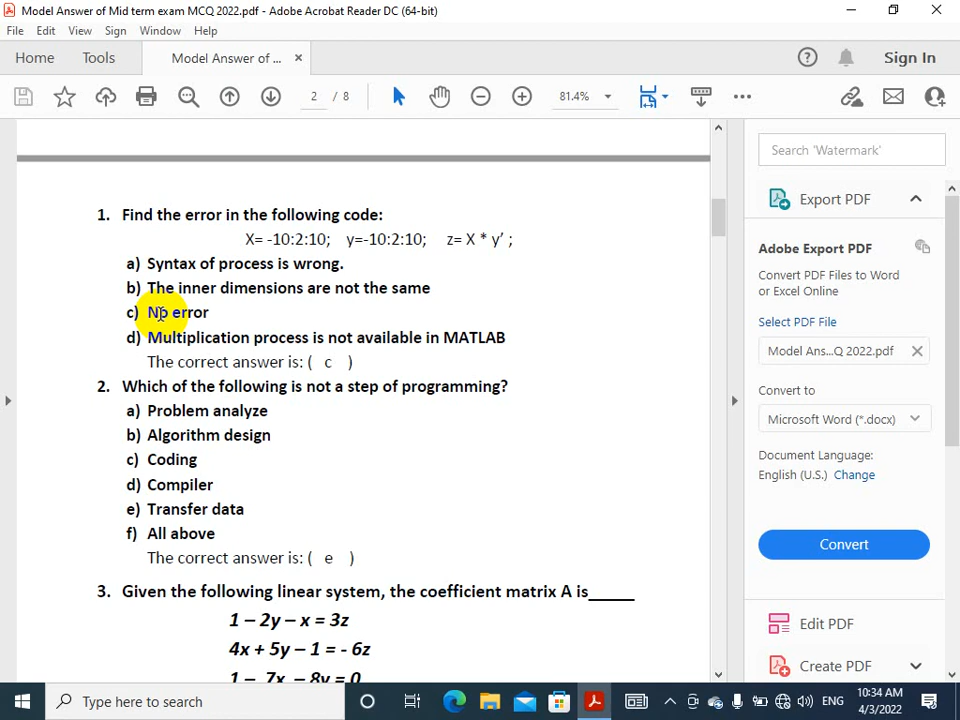 Model Answer of Mid term exam MCQ 2022.pdf - Adobe Acrobat Reader DC (64-bit)
File Edit View Sign Window Help
Home Tools Model Answer of ... × Sign In
2 / 8 81.4%
Search 'Watermark'
Export PDF
Adobe Export PDF
Convert PDF Files to Word
or Excel Online
Select PDF File
Model Ans...Q 2022.pdf
Convert to
Microsoft Word (*.docx)
Document Language:
English (U.S.) Change
Convert
Edit PDF
Create PDF
1. Find the error in the following code:
X= -10:2:10; y=-10:2:10; z= X * y’ ;
a) Syntax of process is wrong.
b) The inner dimensions are not the same
c) No error
d) Multiplication process is not available in MATLAB
The correct answer is: ( c )
2. Which of the following is not a step of programming?
a) Problem analyze
b) Algorithm design
c) Coding
d) Compiler
e) Transfer data
f) All above
The correct answer is: ( e )
3. Given the following linear system, the coefficient matrix A is_____
1 – 2y – x = 3z
4x + 5y – 1 = - 6z
1 – 7x – 8y = 0
Type here to search
ENG
10:34 AM
4/3/2022